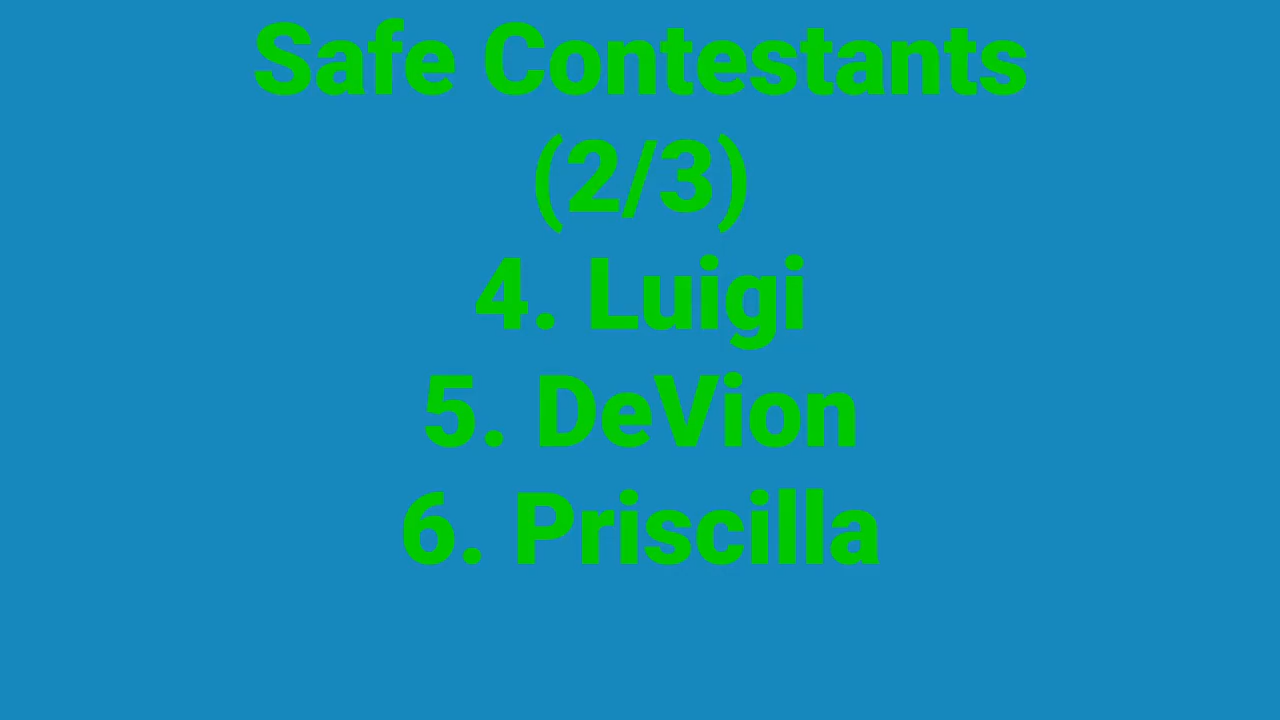 Safe Contestants
(2/3)
4. Luigi
5. DeVion
6. Priscilla